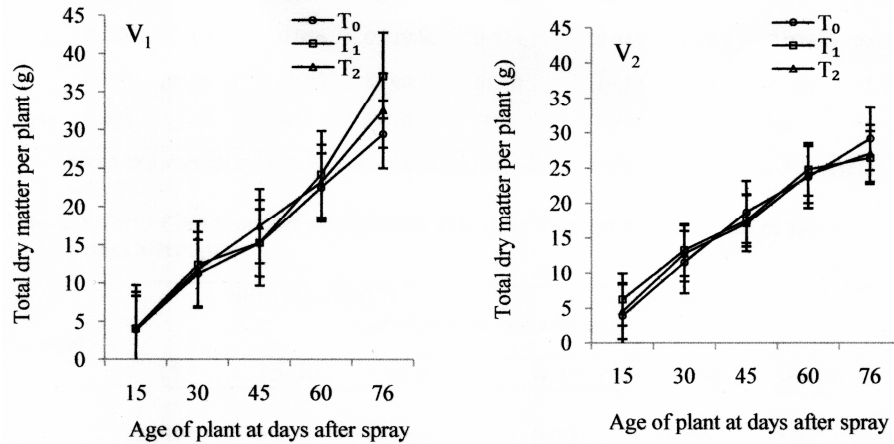 V₁
T₀
T₁
T₂
Total dry matter per plant (g)
45
40
35
30
25
20
15
10
5
0
15 30 45 60 76
Age of plant at days after spray
V₂
T₀
T₁
T₂
Total dry matter per plant (g)
45
40
35
30
25
20
15
10
5
0
15 30 45 60 76
Age of plant at days after spray